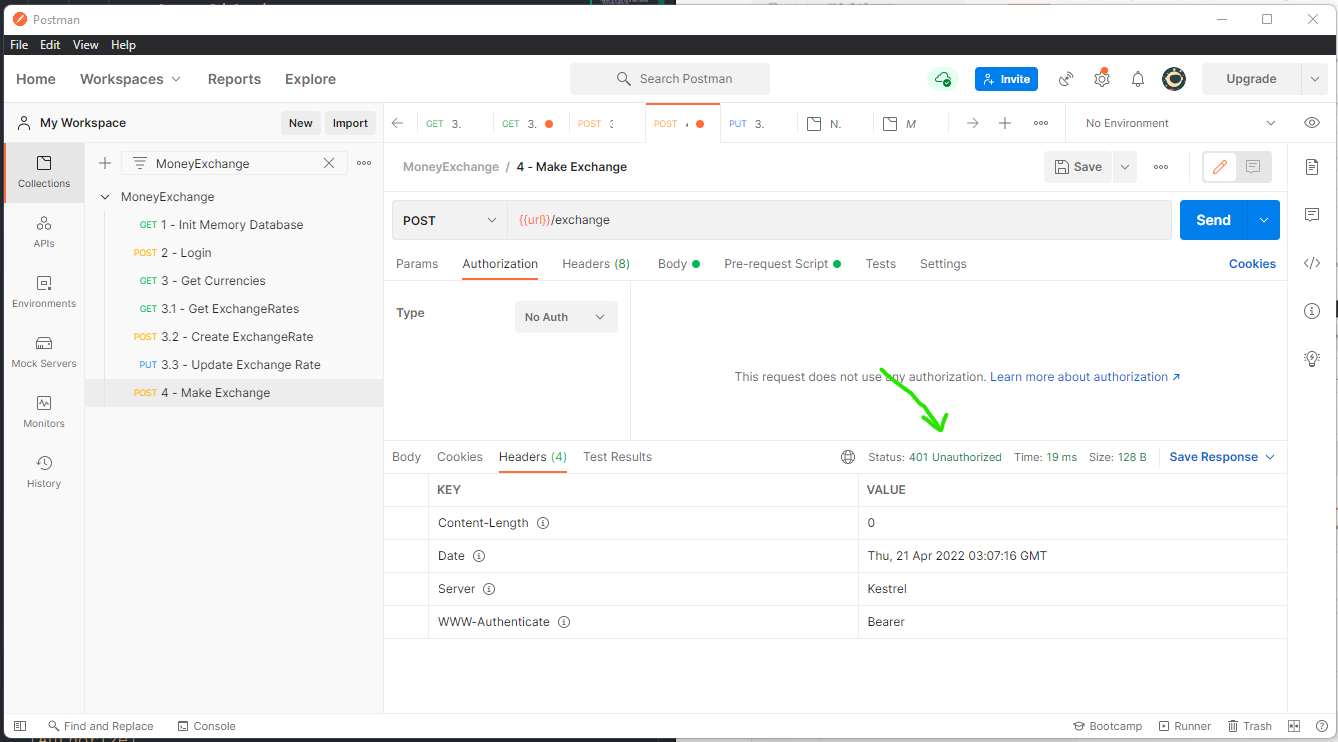 Postman
File Edit View Help
Home Workspaces Reports Explore Search Postman Invite Upgrade
My Workspace New Import GET 3. GET 3. POST POST PUT 3. N. M No Environment
MoneyExchange
MoneyExchange / 4 - Make Exchange Save
Collections
APIs
Environments
Mock Servers
Monitors
History
MoneyExchange
GET 1 - Init Memory Database
POST 2 - Login
GET 3 - Get Currencies
GET 3.1 - Get ExchangeRates
POST 3.2 - Create ExchangeRate
PUT 3.3 - Update Exchange Rate
POST 4 - Make Exchange
POST {{url}}/exchange Send
Params Authorization Headers (8) Body Pre-request Script Tests Settings Cookies
Type No Auth
This request does not use any authorization. Learn more about authorization
Body Cookies Headers (4) Test Results Status: 401 Unauthorized Time: 19 ms Size: 128 B Save Response
KEY VALUE
Content-Length 0
Date Thu, 21 Apr 2022 03:07:16 GMT
Server Kestrel
WWW-Authenticate Bearer
Find and Replace Console Bootcamp Runner Trash